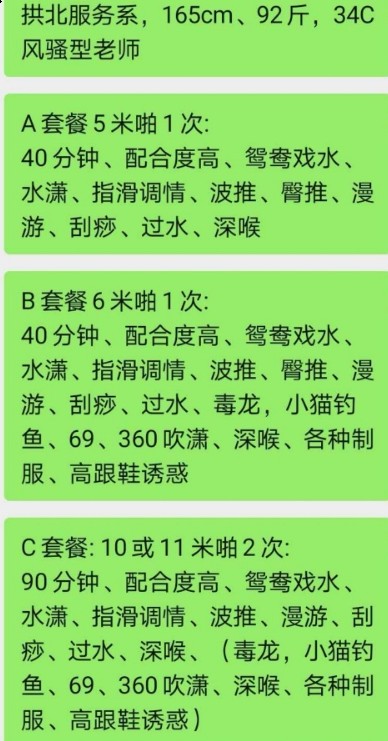 拱北服务系，165cm、92斤，34C
风骚型老师
A套餐5米啪1次:
40分钟、配合度高、鸳鸯戏水、
水潇、指滑调情、波推、臀推、漫
游、刮痧、过水、深喉
B套餐6米啪1次:
40分钟、配合度高、鸳鸯戏水、
水潇、指滑调情、波推、臀推、漫
游、刮痧、过水、毒龙，小猫钓
鱼、69、360吹潇、深喉、各种制
服、高跟鞋诱惑
C套餐: 10或11米啪2次:
90分钟、配合度高、鸳鸯戏水、
水潇、指滑调情、波推、漫游、刮
痧、过水、深喉、（毒龙，小猫钓
鱼、69、360吹潇、深喉、各种制
服、高跟鞋诱惑）